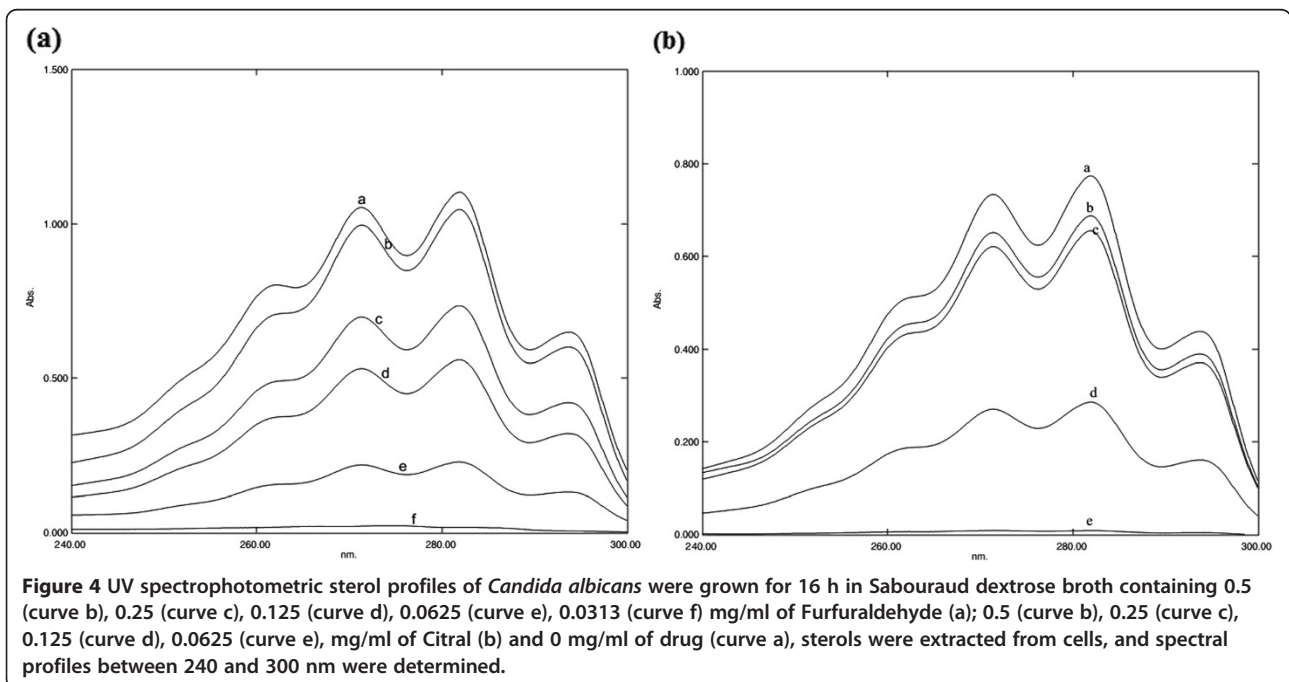 (a)
1.500
1.000
Abs.
0.500
0.000
240.00
260.00
280.00
300.00
nm.
a
b
c
d
e
f
(b)
1.000
0.800
0.600
Abs.
0.400
0.200
0.000
240.00
260.00
280.00
300.00
nm.
a
b
c
d
e
Figure 4 UV spectrophotometric sterol profiles of Candida albicans were grown for 16 h in Sabouraud dextrose broth containing 0.5
(curve b), 0.25 (curve c), 0.125 (curve d), 0.0625 (curve e), 0.0313 (curve f) mg/ml of Furfuraldehyde (a); 0.5 (curve b), 0.25 (curve c),
0.125 (curve d), 0.0625 (curve e), mg/ml of Citral (b) and 0 mg/ml of drug (curve a), sterols were extracted from cells, and spectral
profiles between 240 and 300 nm were determined.